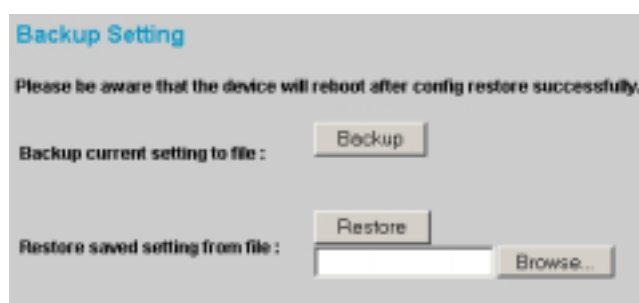 Backup Setting
Please be aware that the device will reboot after config restore successfully.
Backup current setting to file :
Backup
Restore saved setting from file :
Restore
Browse...